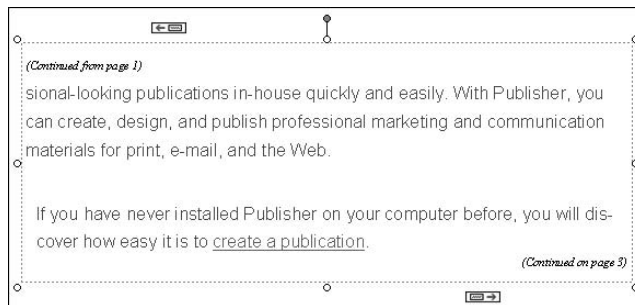 (Continued from page 1)
sional-looking publications in-house quickly and easily. With Publisher, you
can create, design, and publish professional marketing and communication
materials for print, e-mail, and the Web.
If you have never installed Publisher on your computer before, you will dis-
cover how easy it is to create a publication.
(Continued on page 3)